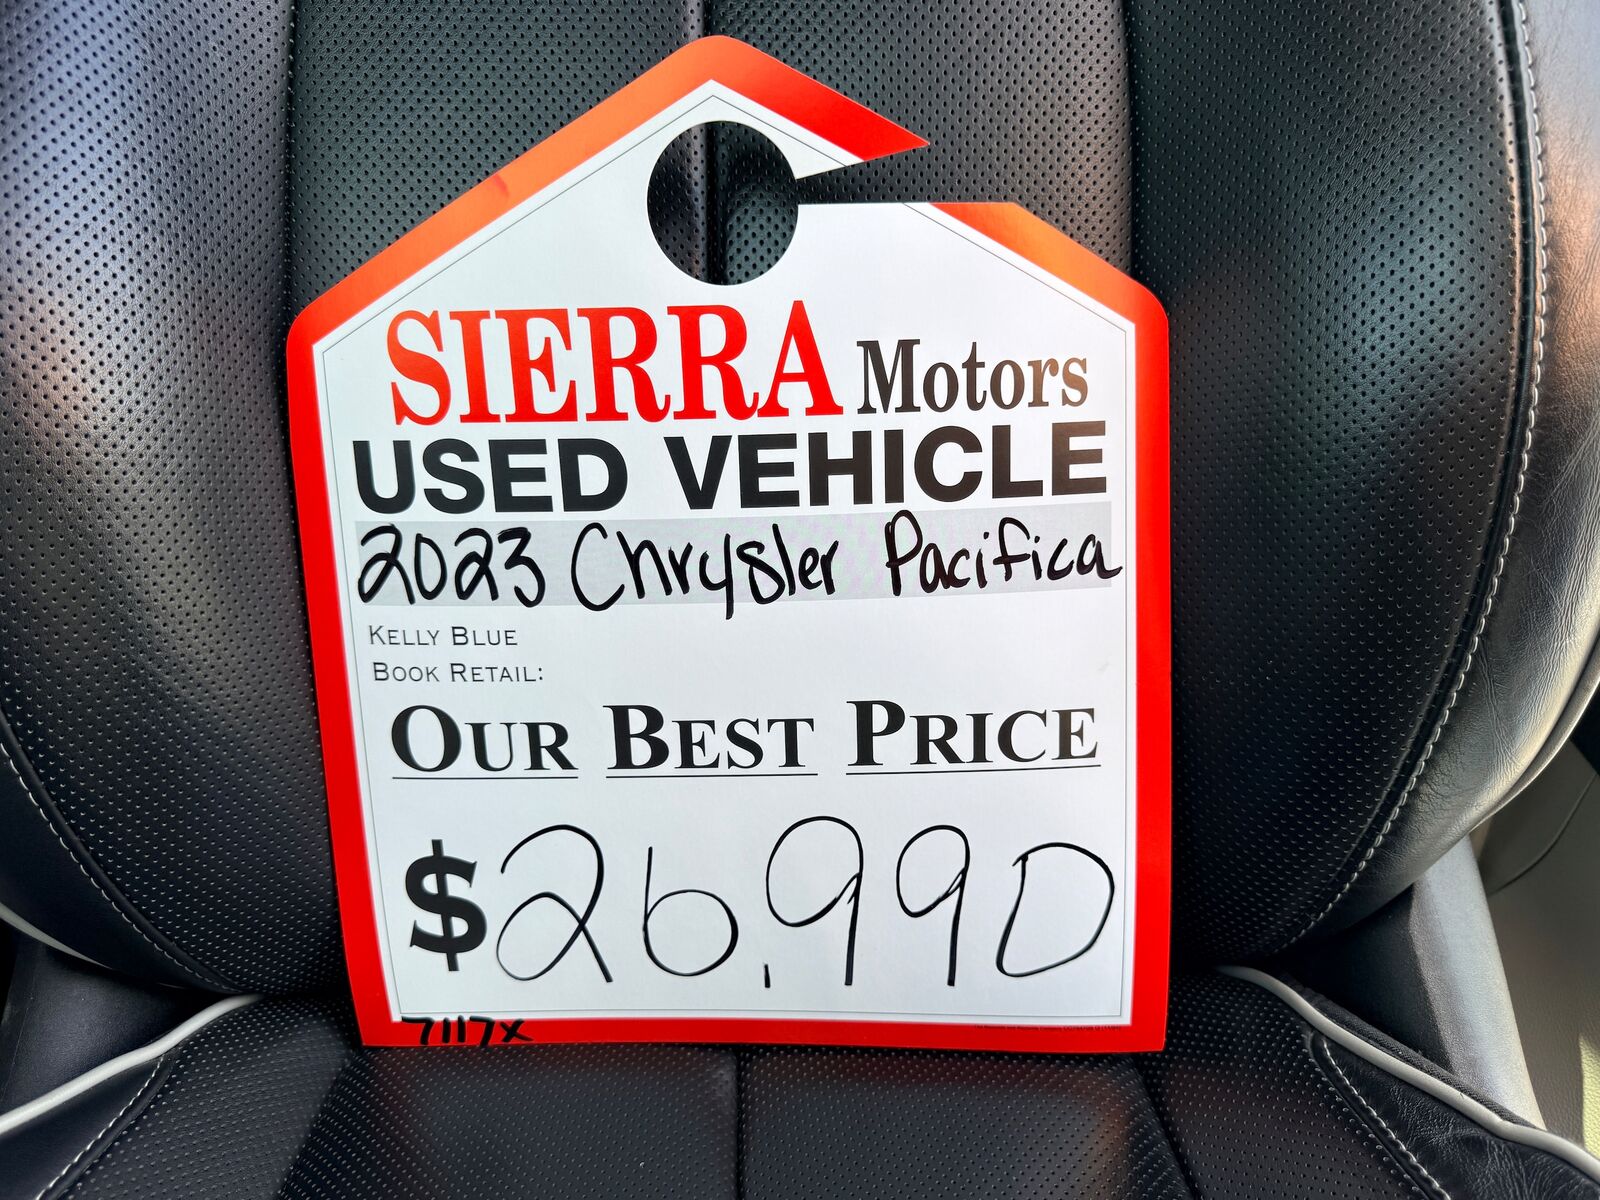 SIERRA Motors
USED VEHICLE
2023 Chrysler Pacifica
KELLY BLUE
BOOK RETAIL:
OUR BEST PRICE
$26,990
7117x